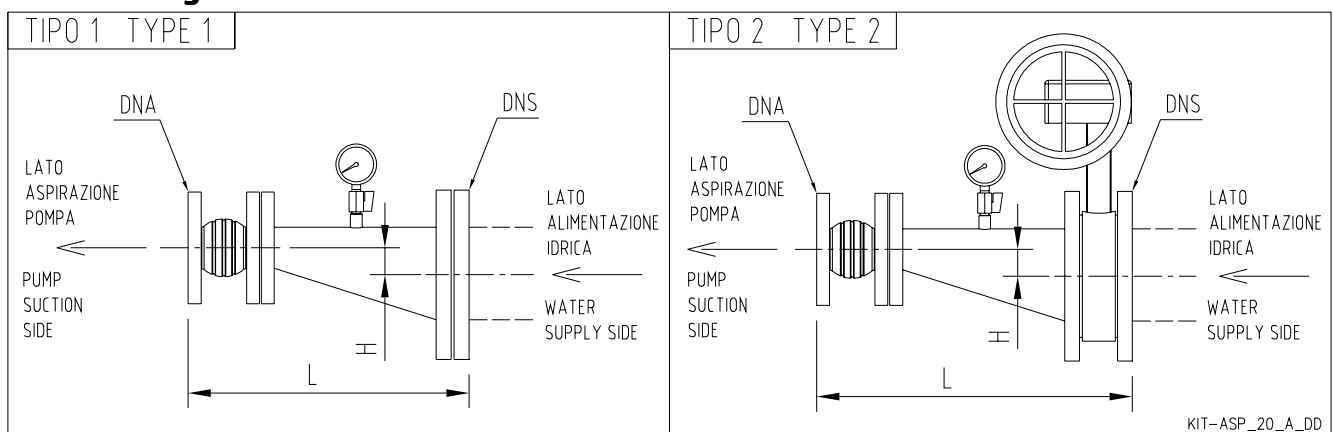 TIPO 1 TYPE 1
DNA
DNS
LATO
ASPIRAZIONE
POMPA
LATO
ALIMENTAZIONE
IDRICA
PUMP
SUCTION
SIDE
WATER
SUPPLY SIDE
H
L
TIPO 2 TYPE 2
DNA
DNS
LATO
ASPIRAZIONE
POMPA
LATO
ALIMENTAZIONE
IDRICA
PUMP
SUCTION
SIDE
WATER
SUPPLY SIDE
H
L
KIT-ASP_20_A_DD